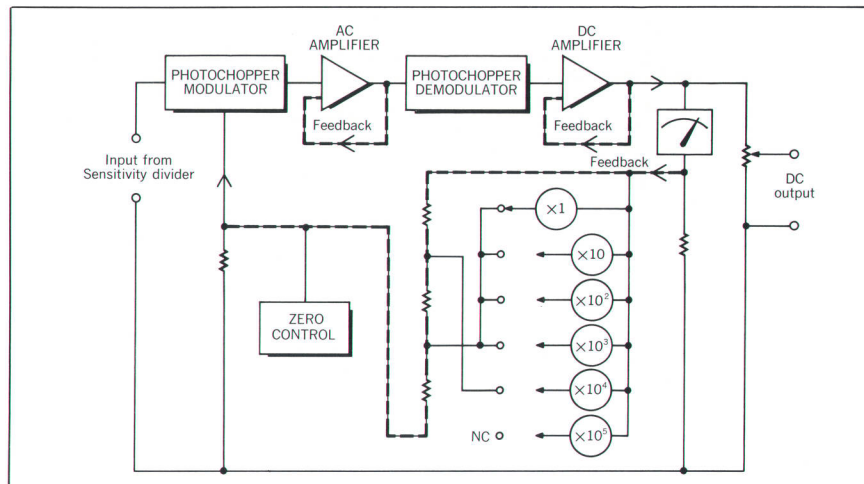 AC
AMPLIFIER
DC
AMPLIFIER
PHOTOCHOPPER
MODULATOR
PHOTOCHOPPER
DEMODULATOR
Feedback
Feedback
Feedback
Input from
Sensitivity divider
DC
output
×1
×10
×10²
×10³
×10⁴
NC
×10⁵
ZERO
CONTROL